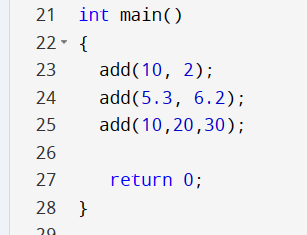 21 int main()
22 {
23 add(10, 2);
24 add(5.3, 6.2);
25 add(10,20,30);
26
27 return 0;
28 }
29